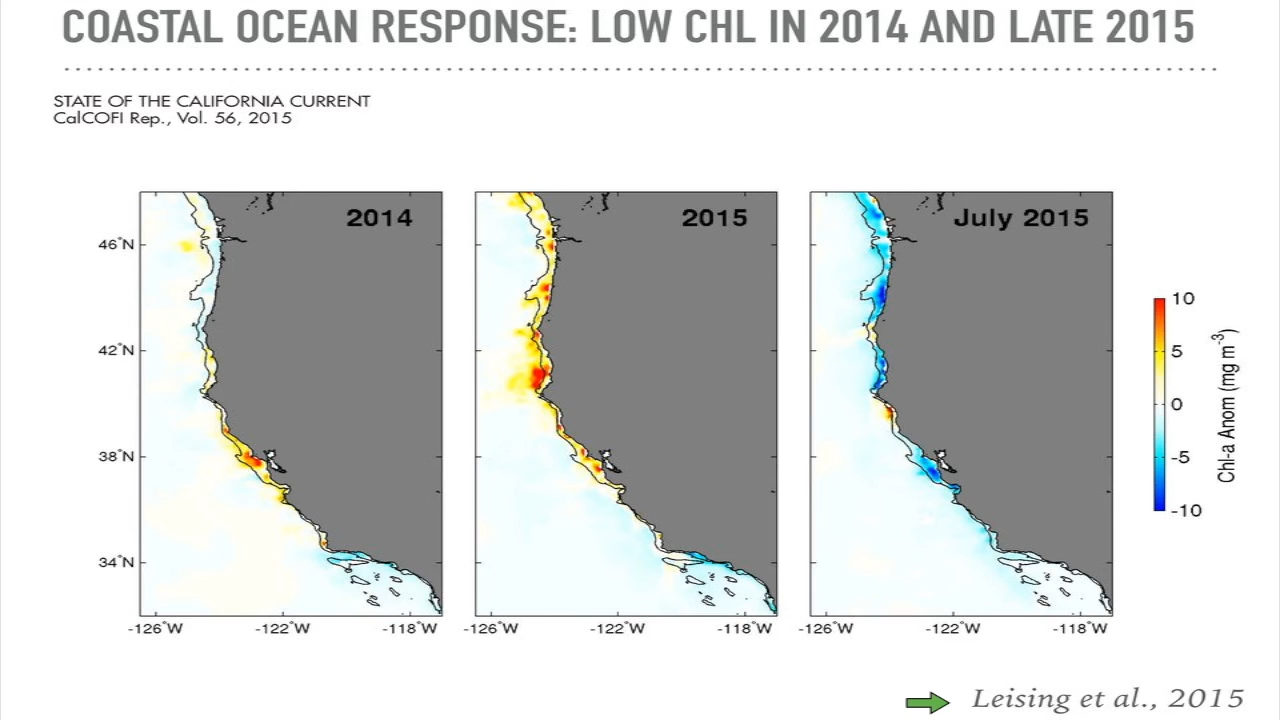 COASTAL OCEAN RESPONSE: LOW CHL IN 2014 AND LATE 2015
STATE OF THE CALIFORNIA CURRENT
CalCOFI Rep., Vol. 56, 2015
2014
2015
July 2015
46°N
42°N
38°N
34°N
10
5
0
-5
-10
Chl-a Anom (mg m-3)
-126°W
-122°W
-118°W
-126°W
-122°W
-118°W
-126°W
-122°W
-118°W
Leising et al., 2015